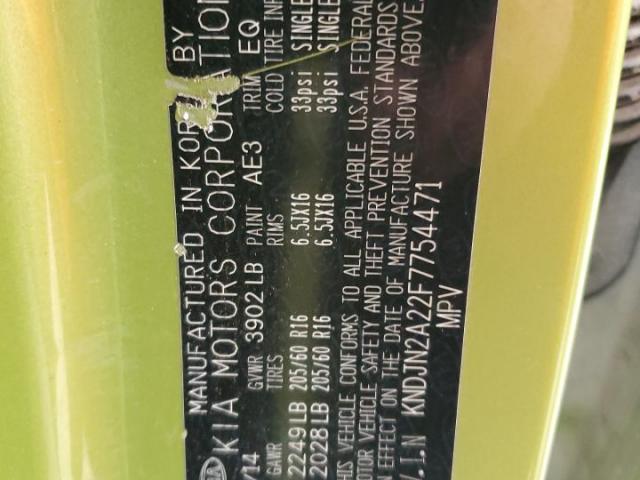 MANUFACTURED IN KOR BY
KIA KIA MOTORS CORPORATION
/14 GVWR 3902LB PAINT AE3 TRIM EQ
GAWR TIRES RIMS COLD TIRE INF
2249LB 205/60 R16 6.5JX16 33psi SINGLE
2028LB 205/60 R16 6.5JX16 33psi SINGLE
THIS VEHICLE CONFORMS TO ALL APPLICABLE U.S.A. FEDERAL
MOTOR VEHICLE SAFETY AND THEFT PREVENTION STANDARDS
IN EFFECT ON THE DATE OF MANUFACTURE SHOWN ABOVE.
V.I.N KNDJN2A22F7754471
MPV